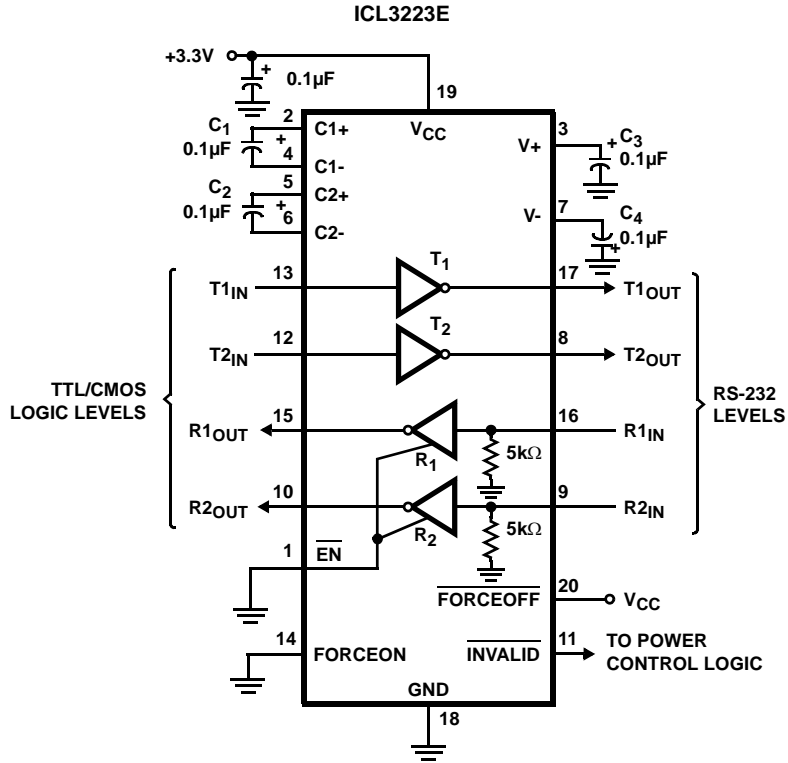 ICL3223E
+3.3V
+
0.1µF
19
VCC
2
C1+
C1
0.1µF
+
4
C1-
5
C2+
C2
0.1µF
+
6
C2-
3
V+
+
C3
0.1µF
7
V-
C4
0.1µF
+
T1IN
13
T1
17
T1OUT
T2IN
12
T2
8
T2OUT
TTL/CMOS
LOGIC LEVELS
RS-232
LEVELS
R1OUT
15
R1
5kΩ
16
R1IN
R2OUT
10
R2
5kΩ
9
R2IN
1
EN
FORCEOFF
20
VCC
14
FORCEON
INVALID
11
TO POWER
CONTROL LOGIC
GND
18